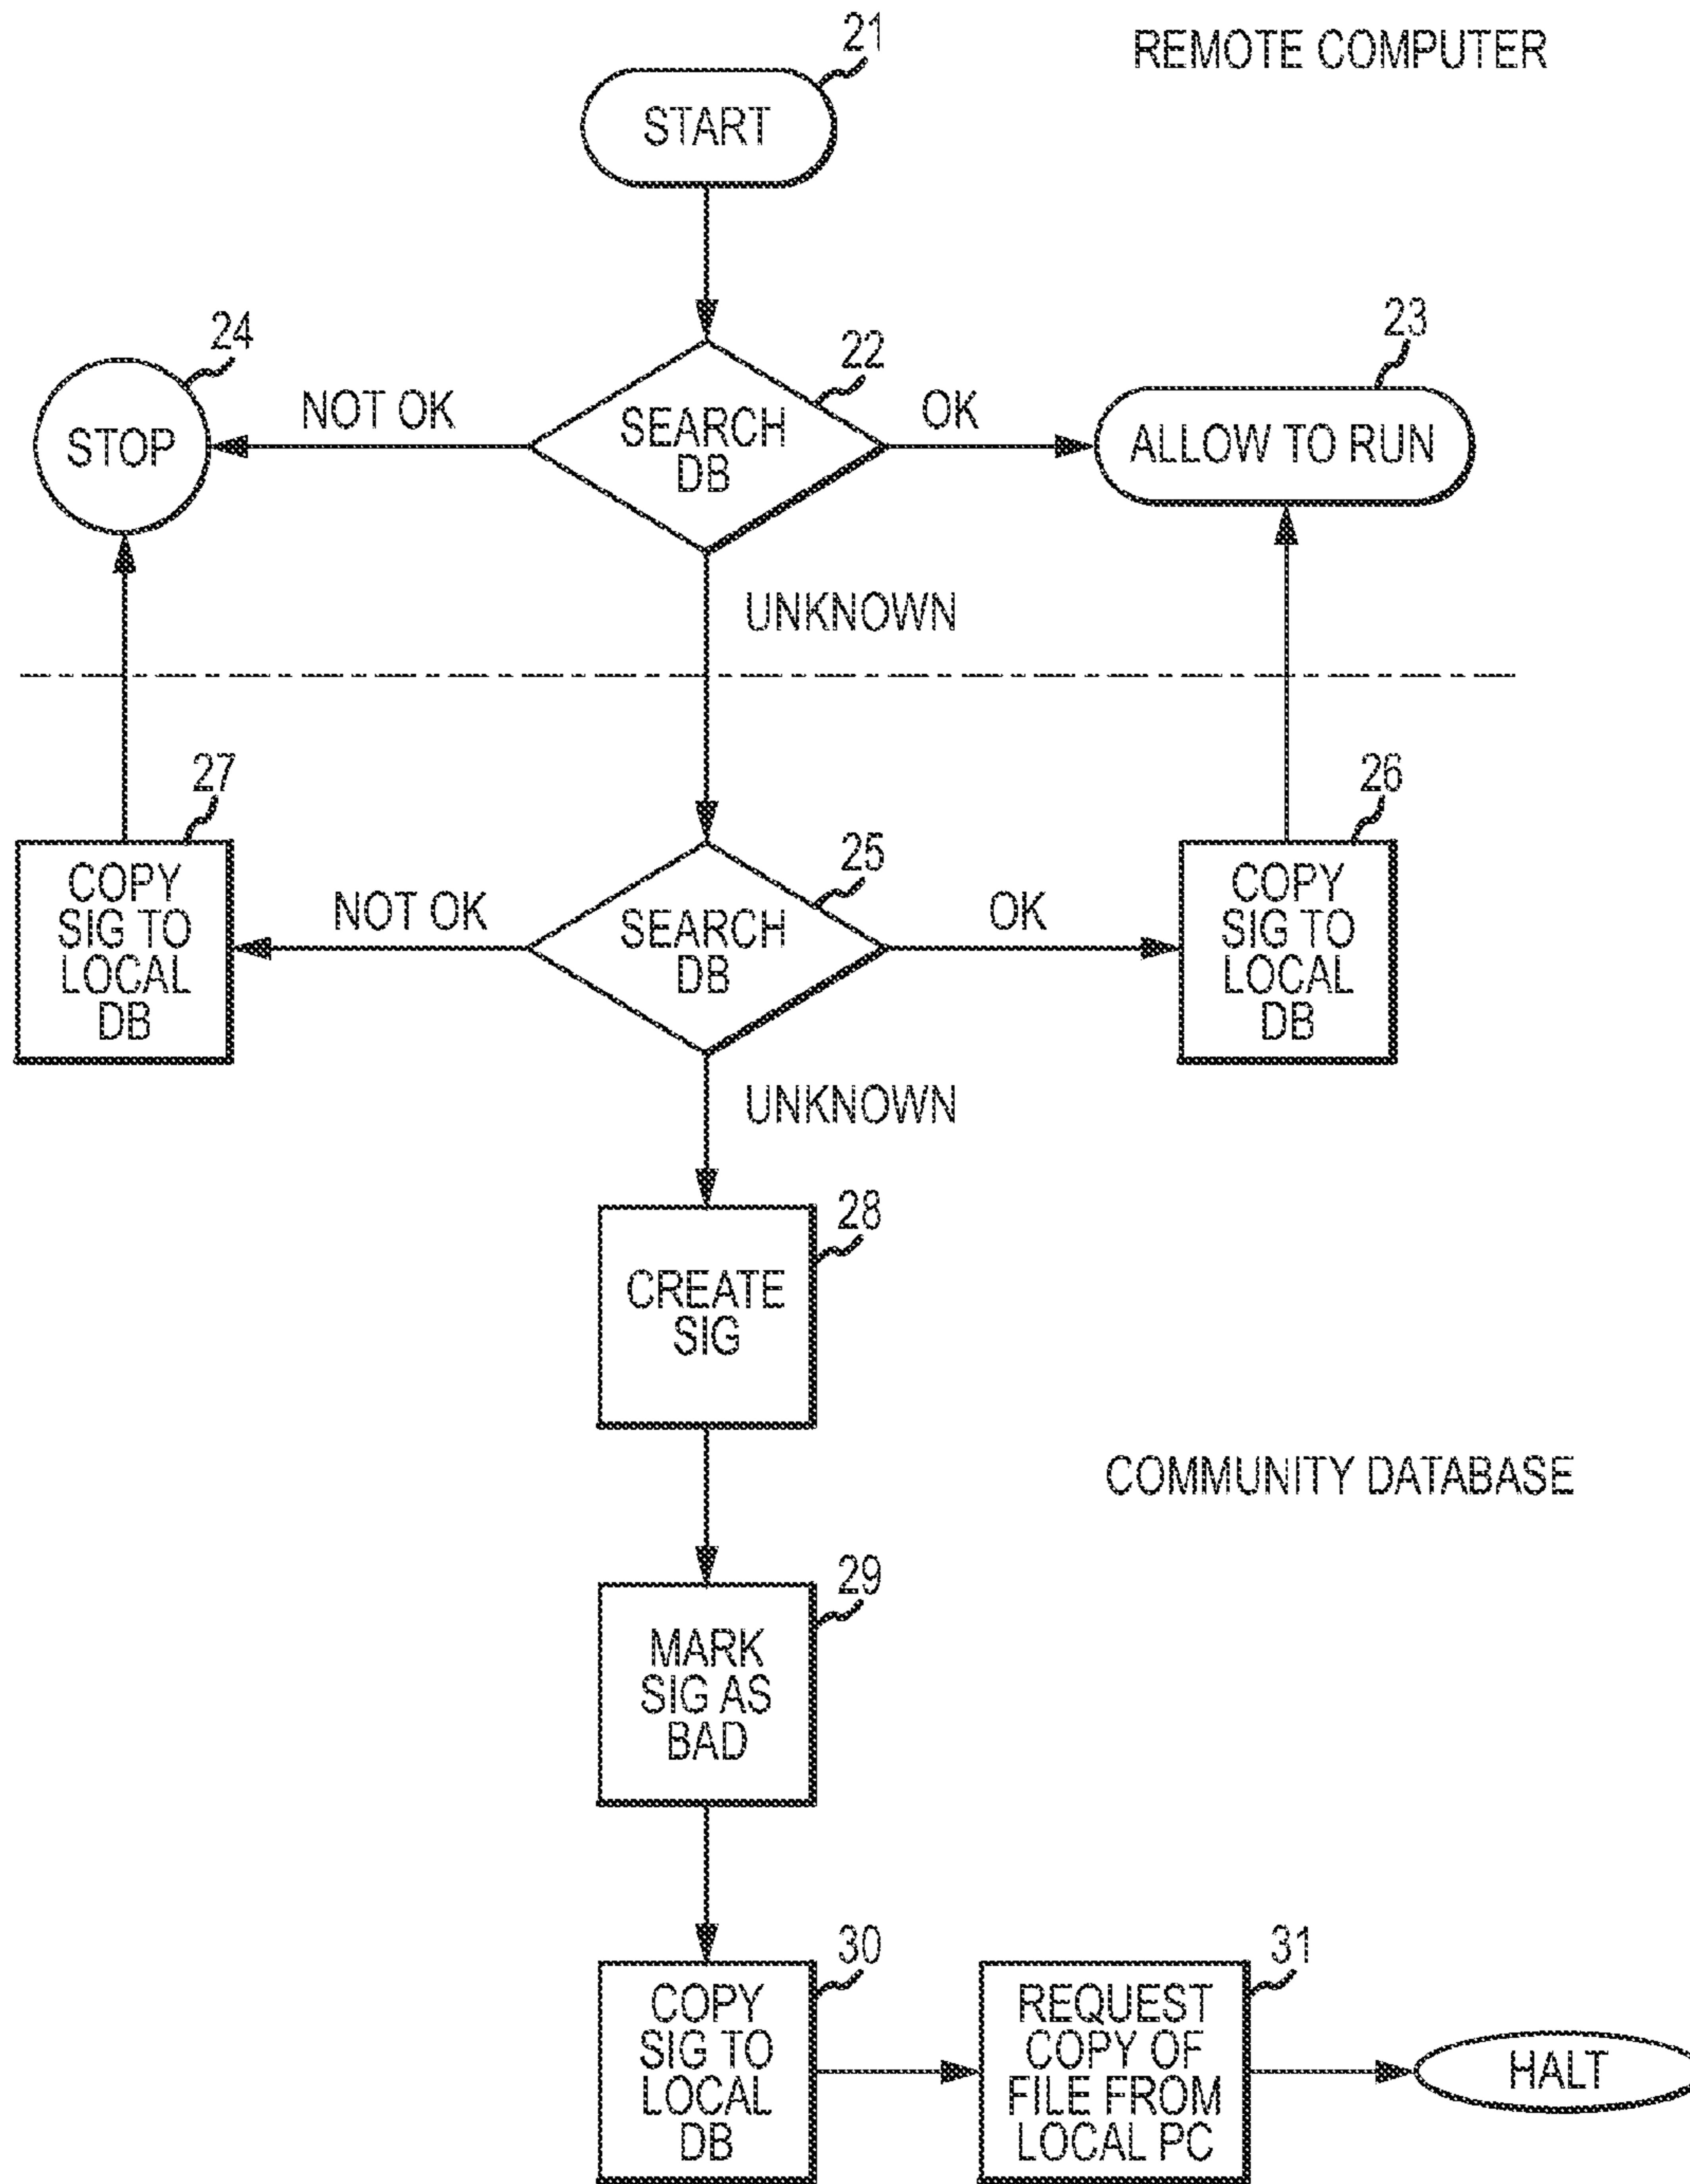 21
REMOTE COMPUTER
START
24
22
23
NOT OK
OK
STOP
SEARCH
DB
ALLOW TO RUN
UNKNOWN
27
25
26
COPY
SIG TO
LOCAL
DB
NOT OK
SEARCH
DB
OK
COPY
SIG TO
LOCAL
DB
UNKNOWN
28
CREATE
SIG
COMMUNITY DATABASE
29
MARK
SIG AS
BAD
30
31
COPY
SIG TO
LOCAL
DB
REQUEST
COPY OF
FILE FROM
LOCAL PC
HALT